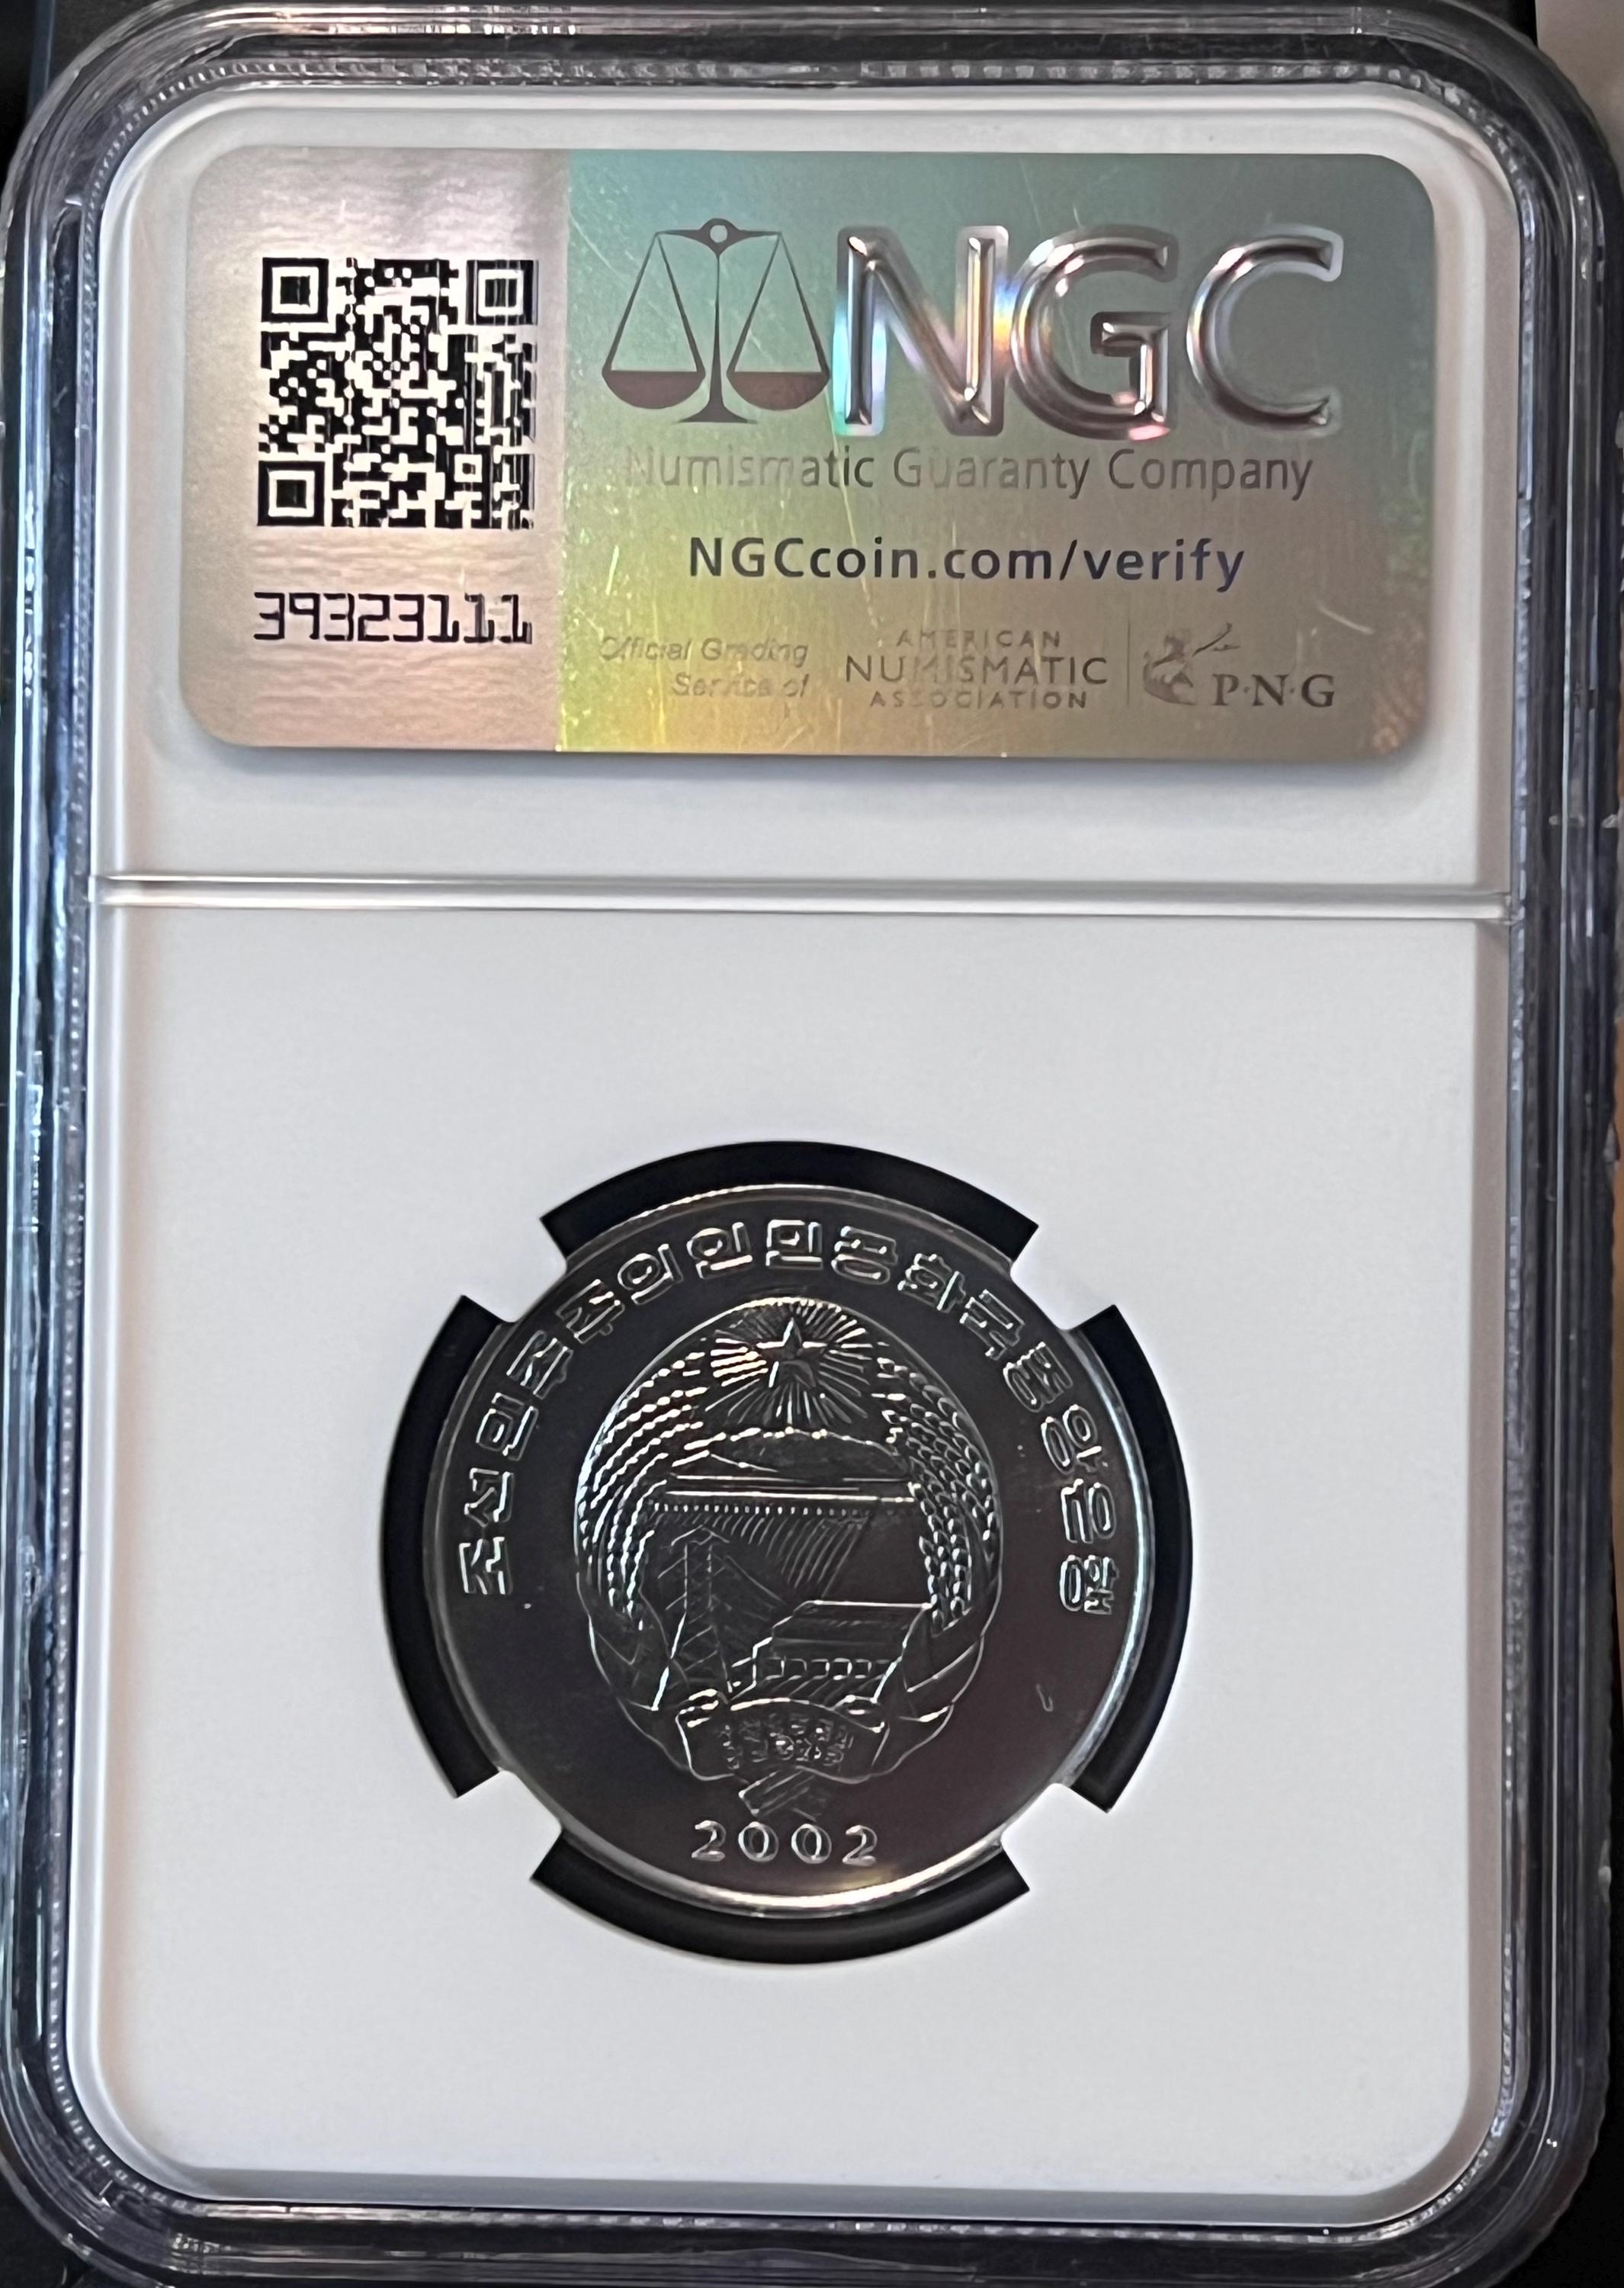 NGC
Numismatic Guaranty Company
NGCcoin.com/verify
39323111
Official Grading
Service of
AMERICAN
NUMISMATIC
ASSOCIATION
P·N·G
조선민주주의인민공화국중앙은행
2002